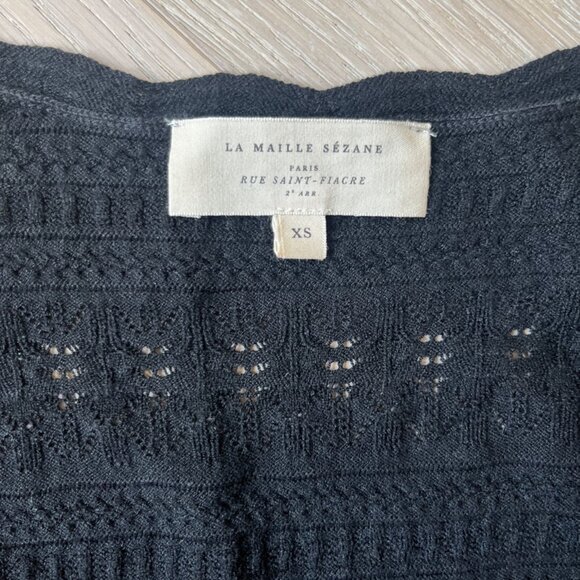 LA MAILLE SÉZANE
PARIS
RUE SAINT-FIACRE
2E ARR.
XS